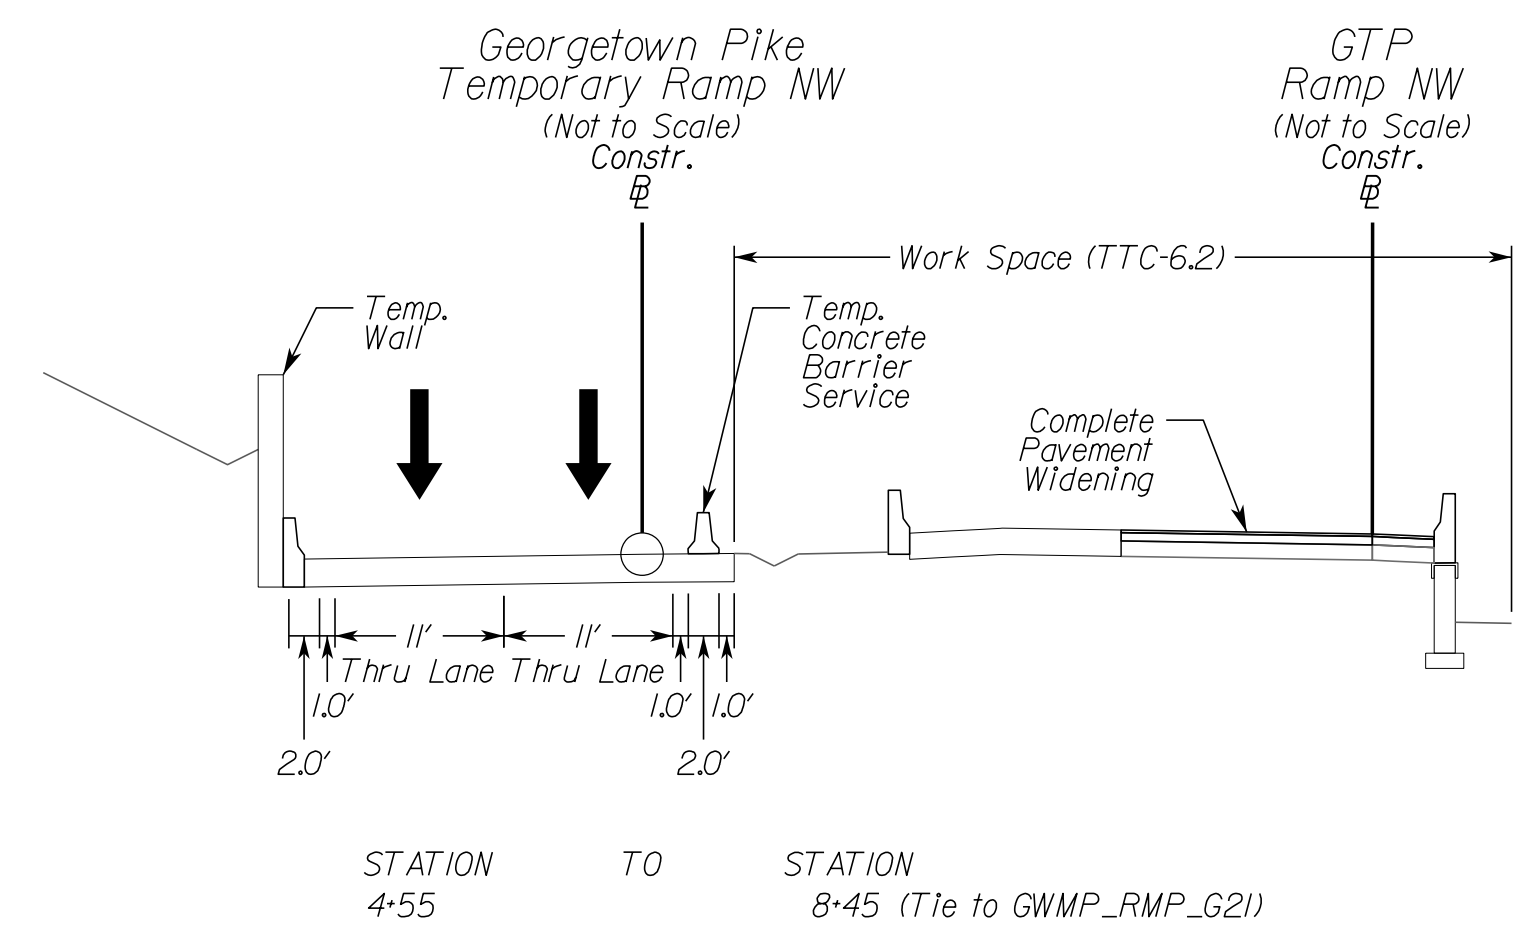 Georgetown Pike
Temporary Ramp NW
(Not to Scale)
Constr.
BL
GTP
Ramp NW
(Not to Scale)
Constr.
BL
Work Space (TTC-6.2)
Temp.
Wall
Temp.
Concrete
Barrier
Service
Complete
Pavement
Widening
11' 11'
Thru Lane Thru Lane
1.0' 1.0' 1.0'
2.0' 2.0'
STATION TO STATION
4+55 8+45 (Tie to GWMP_RMP_G21)